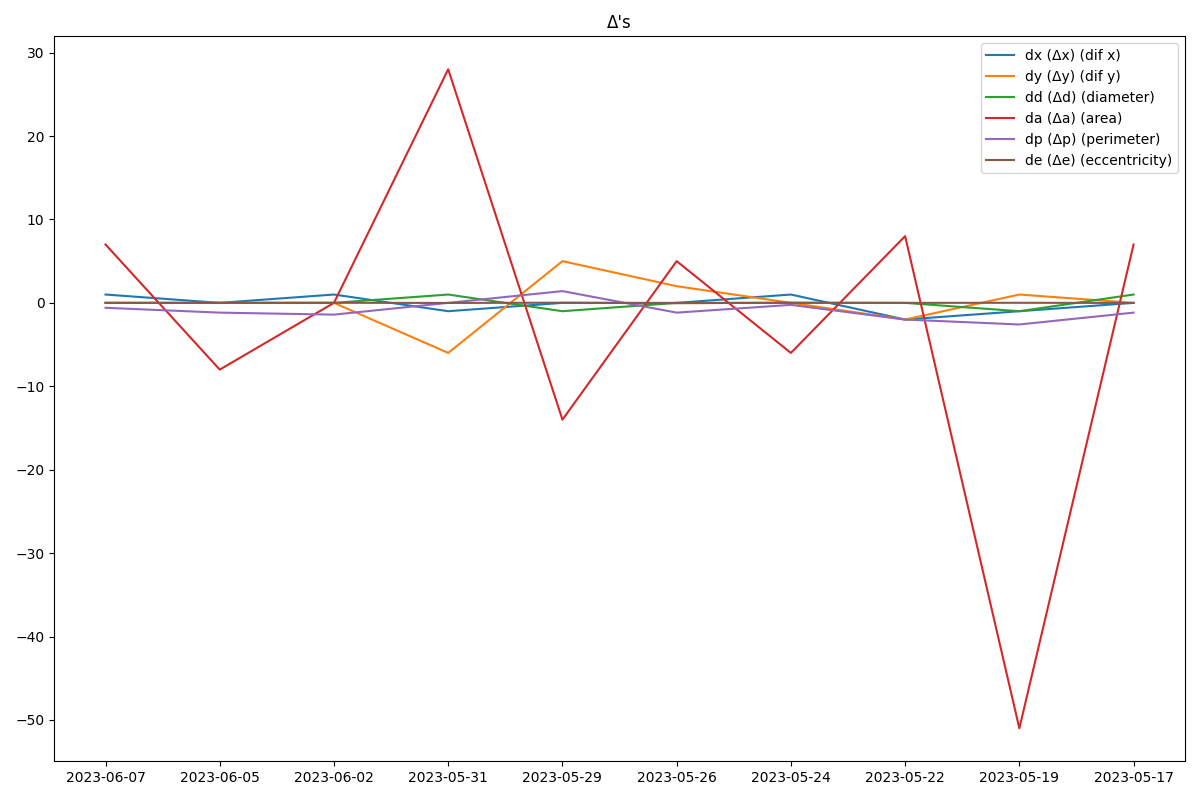 Δ's
dx (Δx) (dif x)
dy (Δy) (dif y)
dd (Δd) (diameter)
da (Δa) (area)
dp (Δp) (perimeter)
de (Δe) (eccentricity)
30
20
10
0
−10
−20
−30
−40
−50
2023-06-07 2023-06-05 2023-06-02 2023-05-31 2023-05-29 2023-05-26 2023-05-24 2023-05-22 2023-05-19 2023-05-17